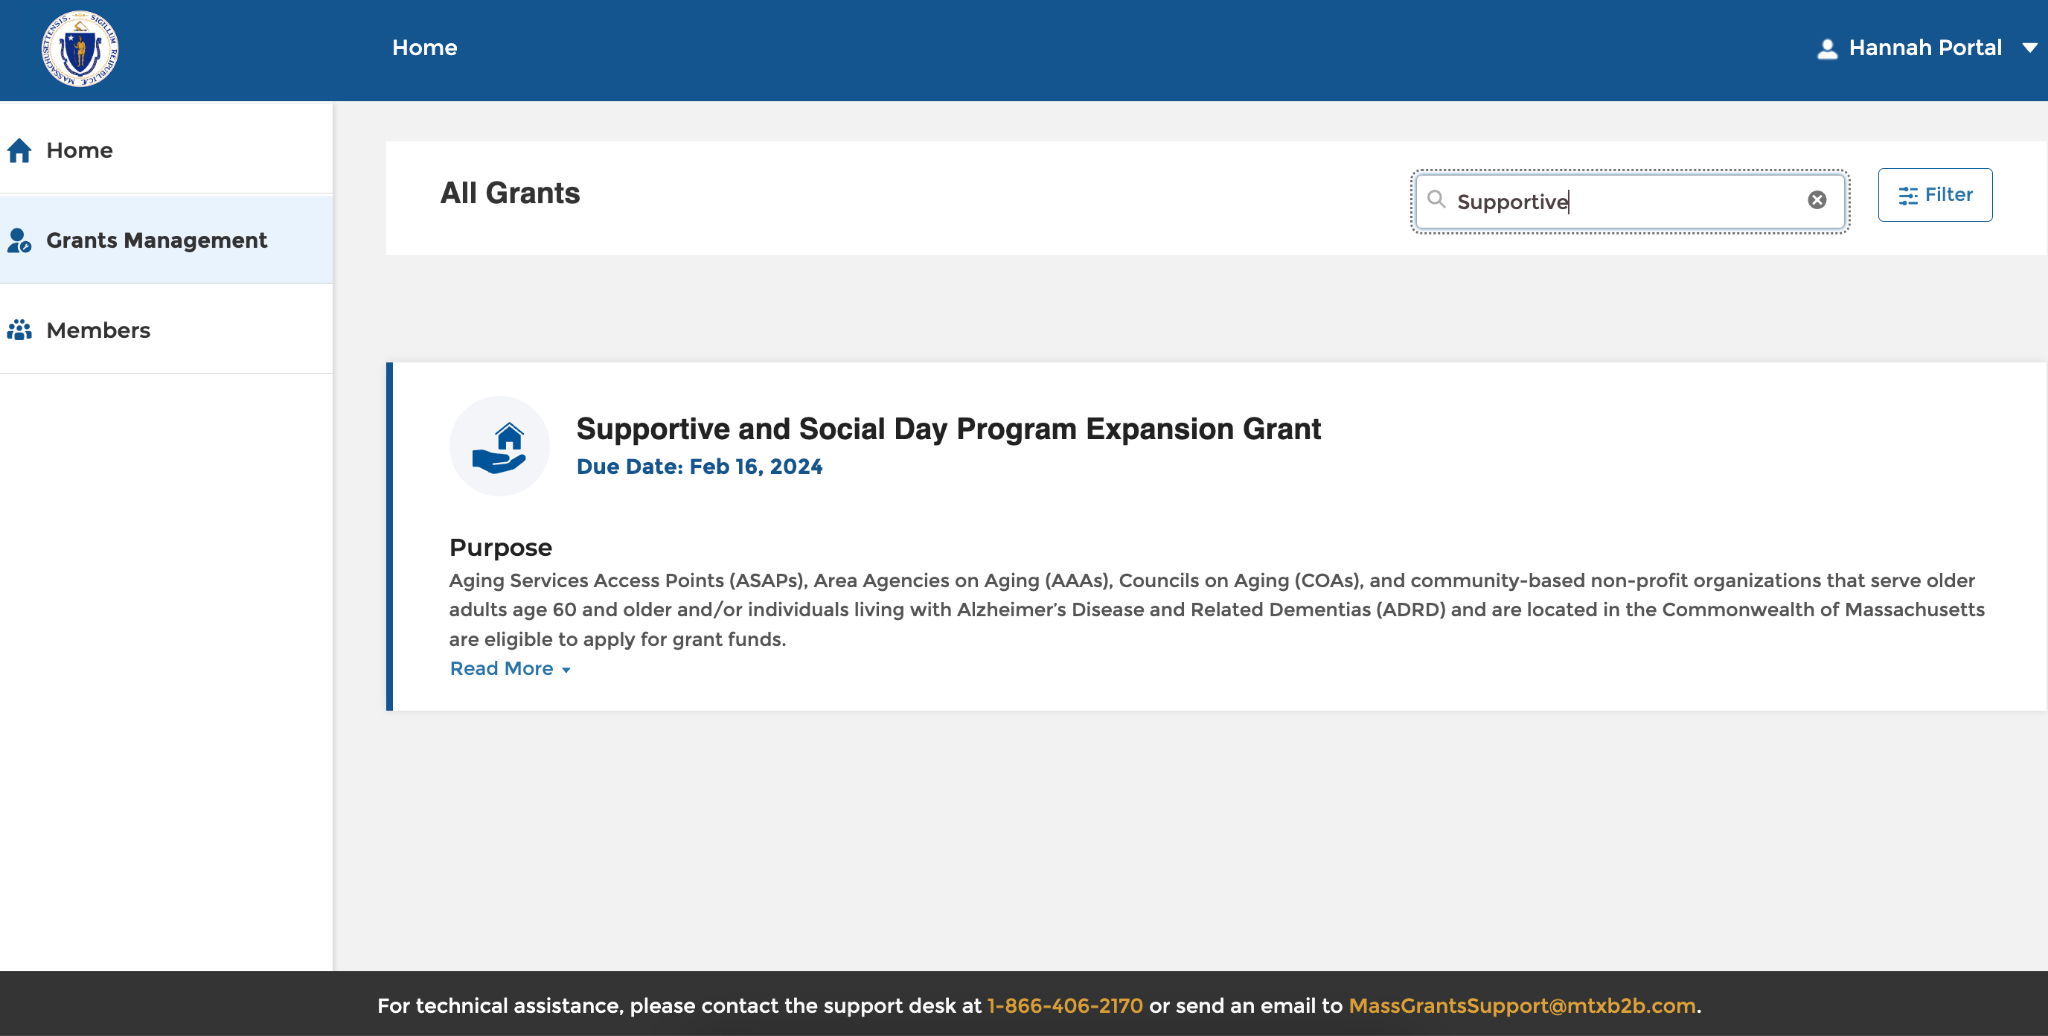 Home
Hannah Portal
Home
Grants Management
Members
All Grants
Supportive
Filter
Supportive and Social Day Program Expansion Grant
Due Date: Feb 16, 2024
Purpose
Aging Services Access Points (ASAPs), Area Agencies on Aging (AAAs), Councils on Aging (COAs), and community-based non-profit organizations that serve older
adults age 60 and older and/or individuals living with Alzheimer’s Disease and Related Dementias (ADRD) and are located in the Commonwealth of Massachusetts
are eligible to apply for grant funds.
Read More
For technical assistance, please contact the support desk at 1-866-406-2170 or send an email to MassGrantsSupport@mtxb2b.com.